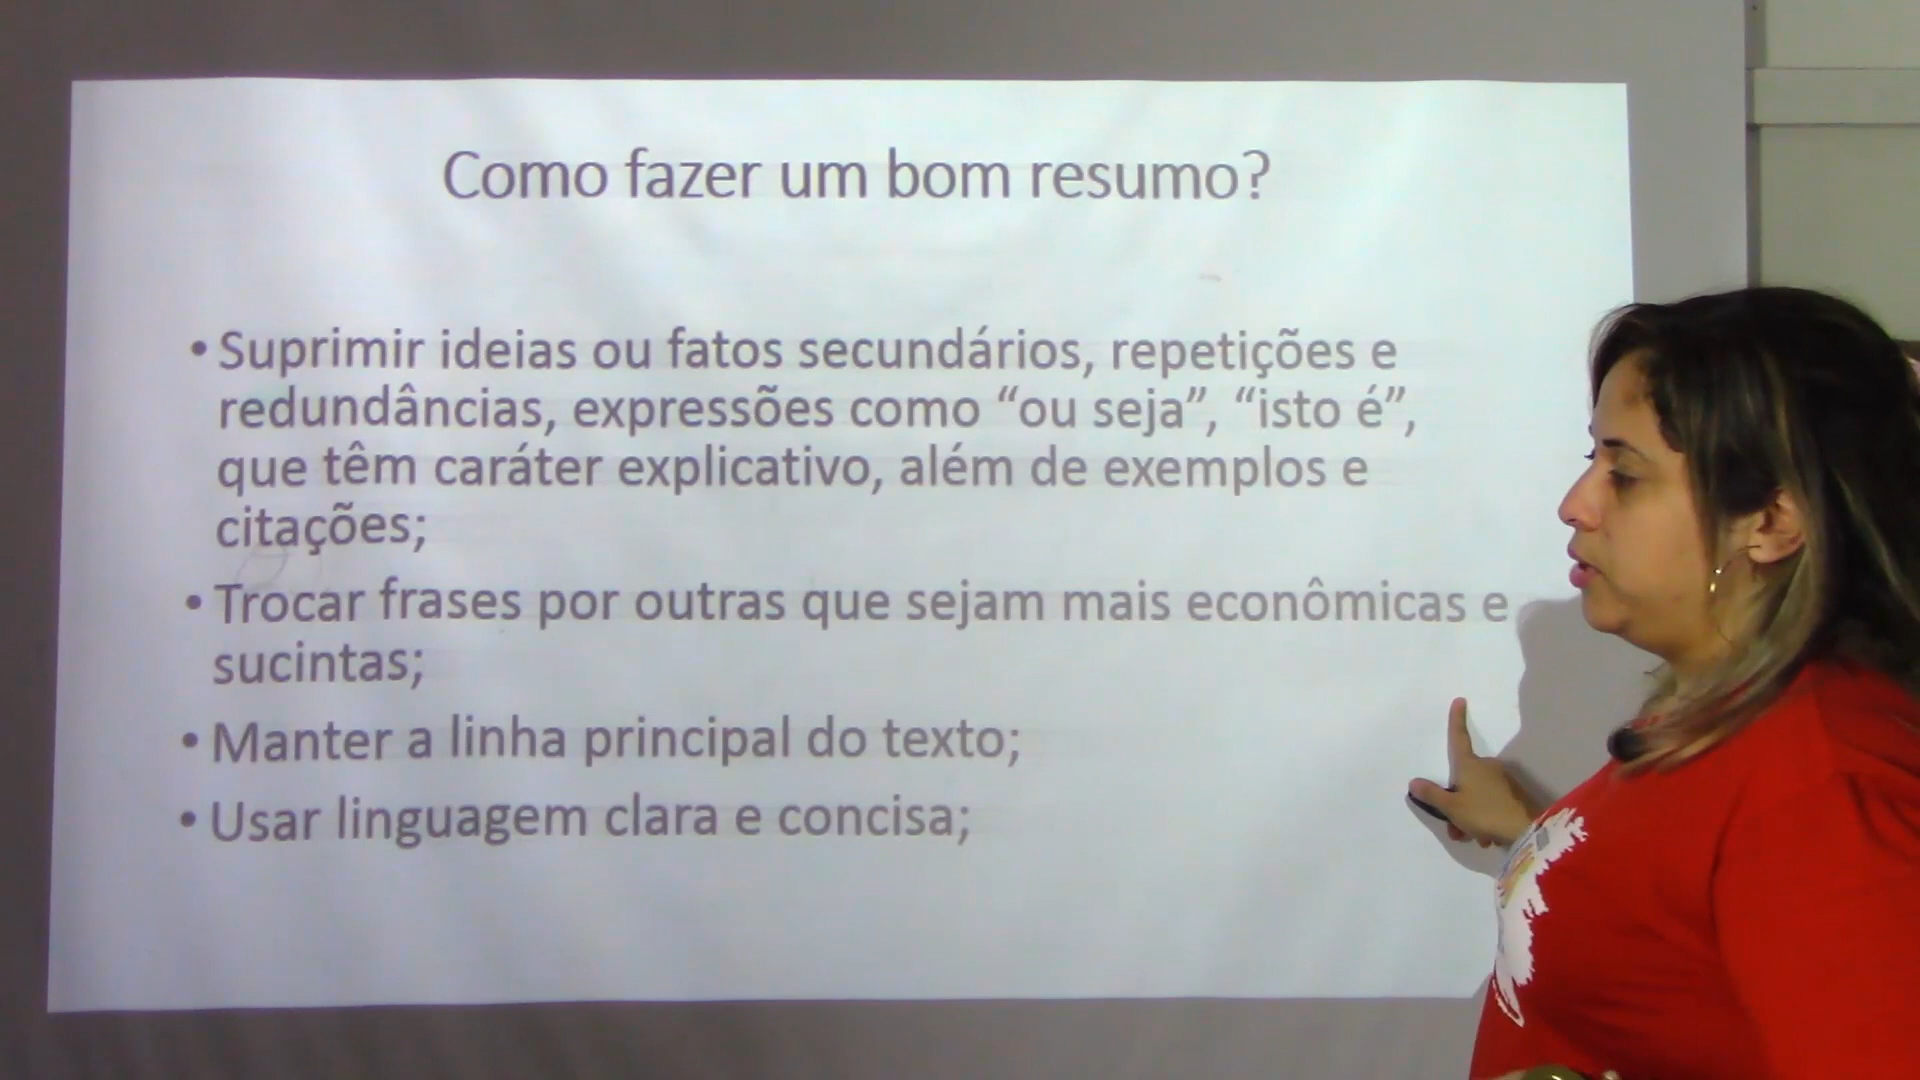 Como fazer um bom resumo?
• Suprimir ideias ou fatos secundários, repetições e
redundâncias, expressões como “ou seja”, “isto é”,
que têm caráter explicativo, além de exemplos e
citações;
• Trocar frases por outras que sejam mais econômicas e
sucintas;
• Manter a linha principal do texto;
• Usar linguagem clara e concisa;